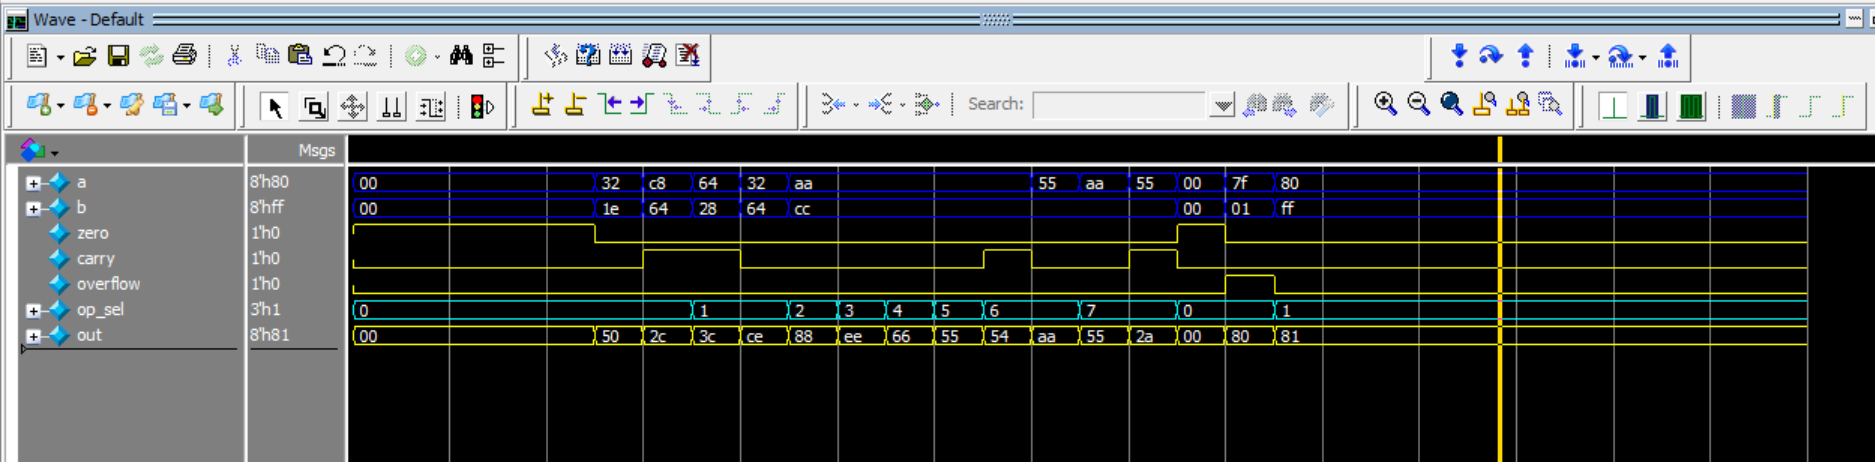 Wave - Default
Search:
Msgs
a 8'h80 00 32 c8 64 32 aa 55 aa 55 00 7f 80
b 8'hff 00 1e 64 28 64 cc 00 01 ff
zero 1'h0
carry 1'h0
overflow 1'h0
op_sel 3'h1 0 1 2 3 4 5 6 7 0 1
out 8'h81 00 50 2c 3c ce 88 ee 66 55 54 aa 55 2a 00 80 81